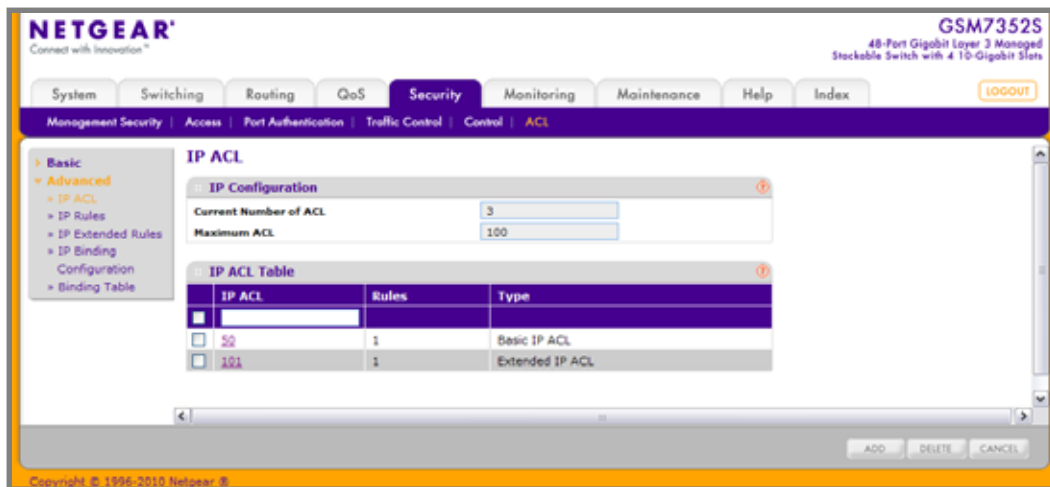 NETGEAR®
Connect with Innovation™
GSM7352S
48-Port Gigabit Layer 3 Managed
Stackable Switch with 4 10-Gigabit Slots
System Switching Routing QoS Security Monitoring Maintenance Help Index LOGOUT
Management Security | Access | Port Authentication | Traffic Control | Control | ACL
Basic
Advanced
» IP ACL
» IP Rules
» IP Extended Rules
» IP Binding
Configuration
» Binding Table
IP ACL
IP Configuration ?
Current Number of ACL 3
Maximum ACL 100
IP ACL Table ?
IP ACL Rules Type
50 1 Basic IP ACL
101 1 Extended IP ACL
ADD DELETE CANCEL
Copyright © 1996-2010 Netgear ®